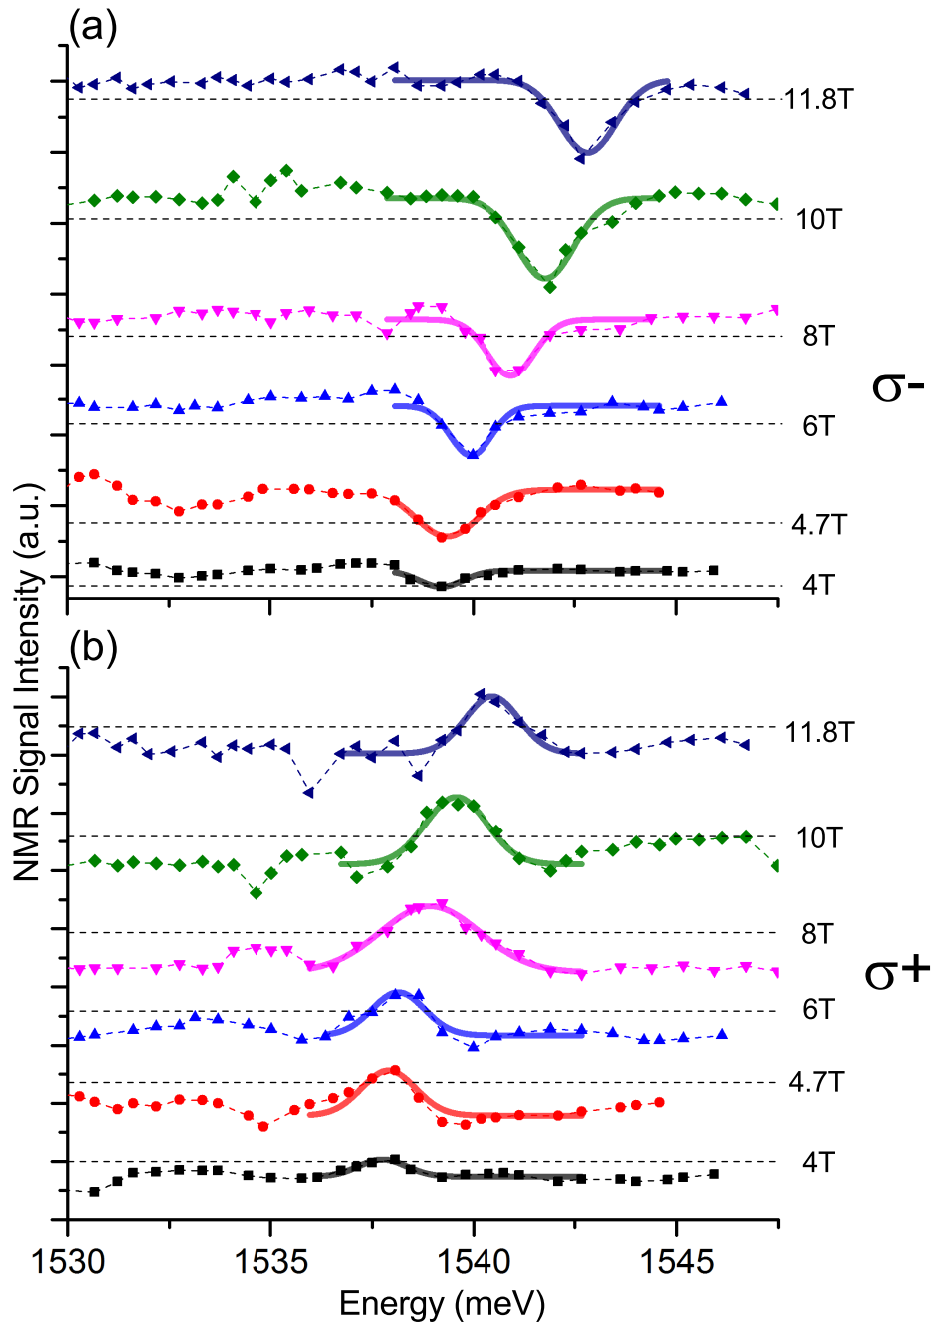 (a)
11.8T
10T
8T
σ-
6T
4.7T
4T
NMR Signal Intensity (a.u.)
(b)
11.8T
10T
8T
σ+
6T
4.7T
4T
1530 1535 1540 1545
Energy (meV)